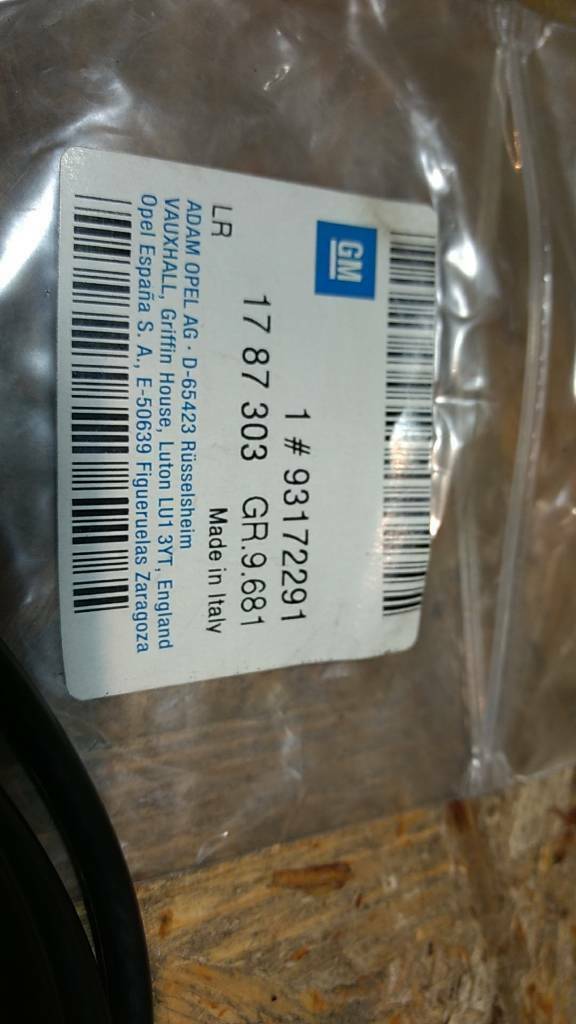 GM
1 # 93172291
17 87 303 GR.9.681
LR
Made in Italy
ADAM OPEL AG · D-65423 Rüsselsheim
VAUXHALL, Griffin House, Luton LU1 3YT, England
Opel España S. A., E-50639 Figueruelas Zaragoza